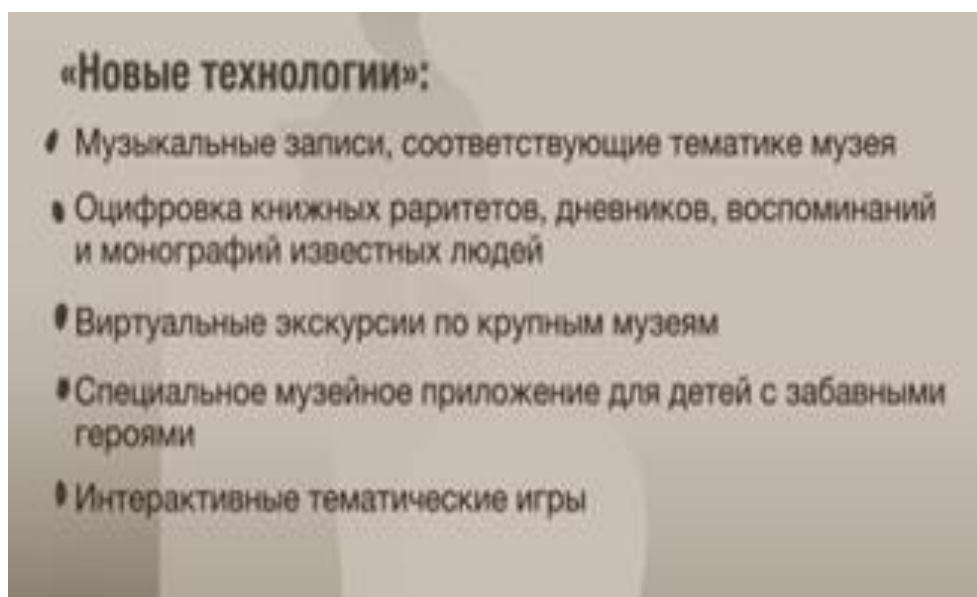 «Новые технологии»:
Музыкальные записи, соответствующие тематике музея
Оцифровка книжных раритетов, дневников, воспоминаний
и монографий известных людей
Виртуальные экскурсии по крупным музеям
Специальное музейное приложение для детей с забавными
героями
Интерактивные тематические игры